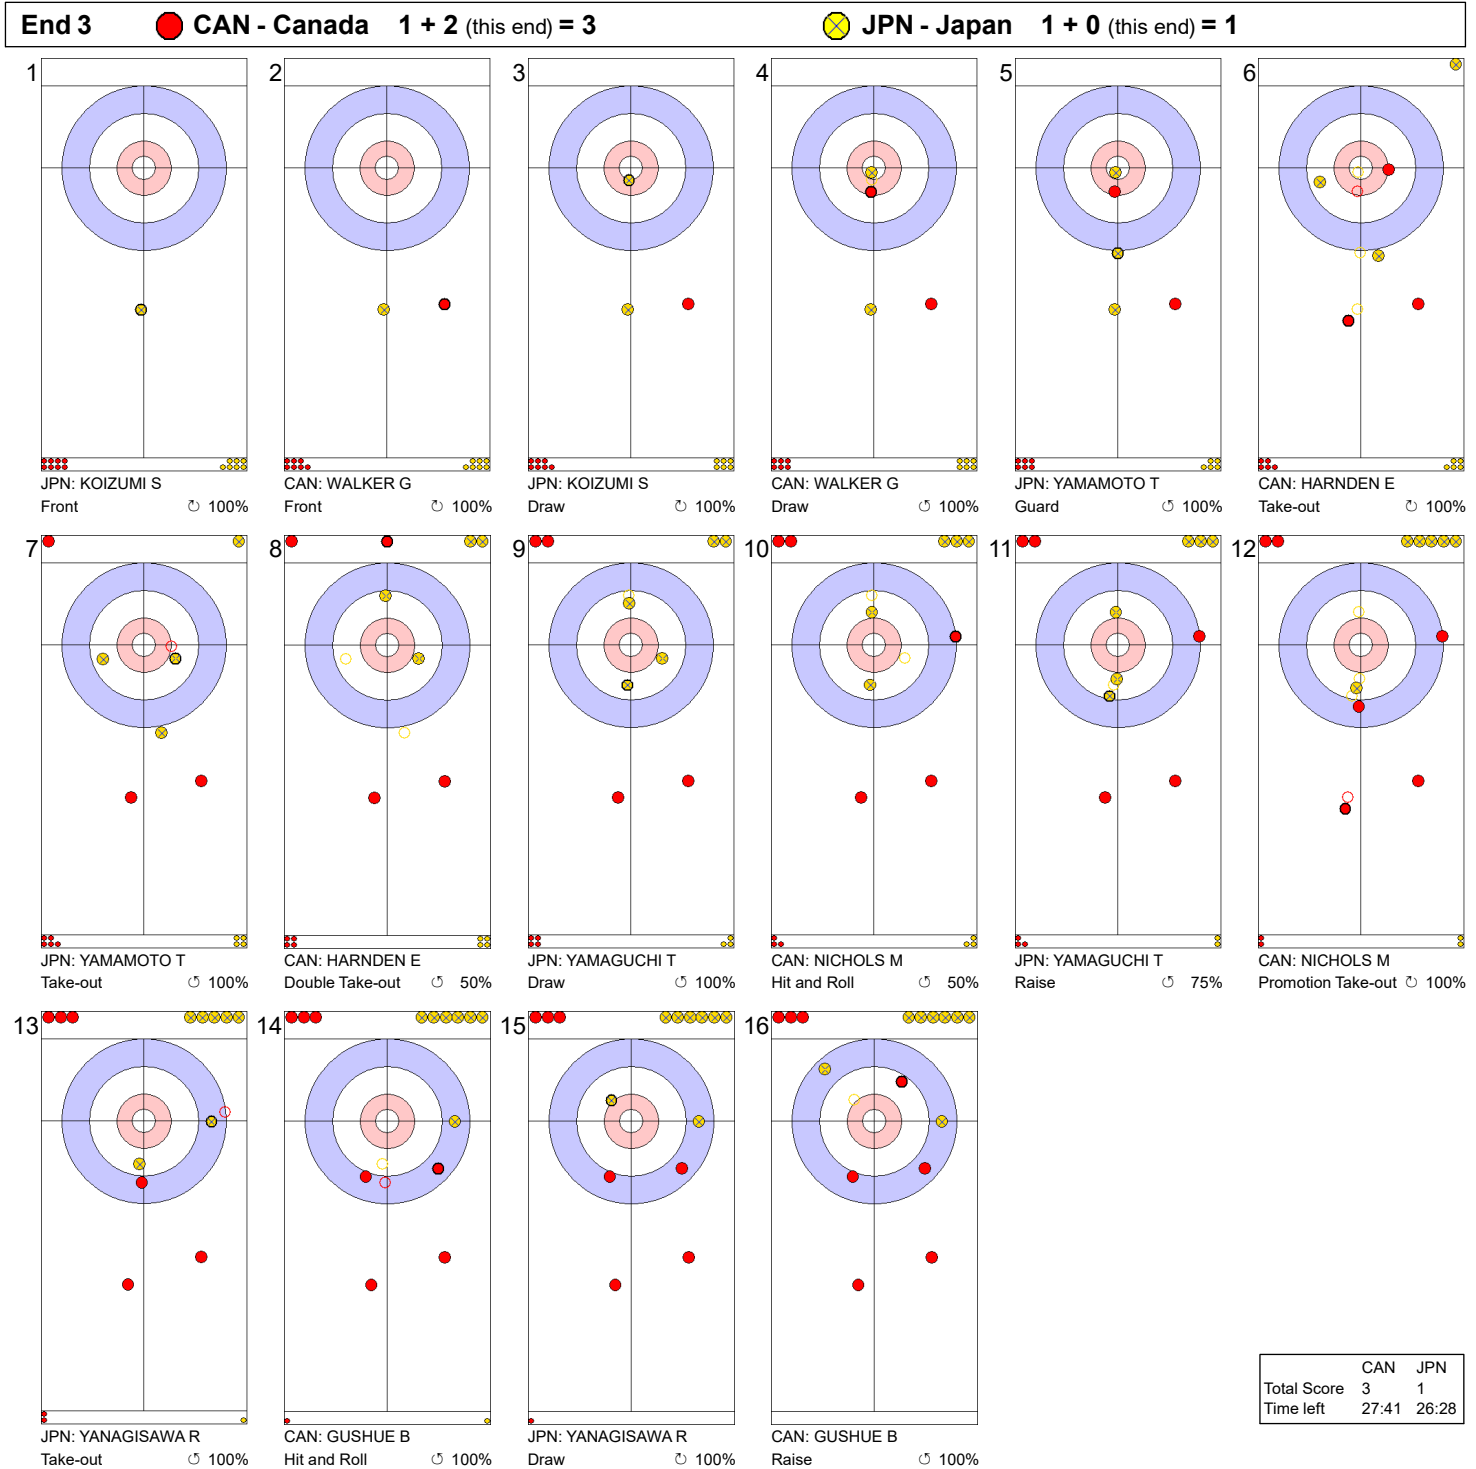 End 3 CAN - Canada 1 + 2 (this end) = 3 JPN - Japan 1 + 0 (this end) = 1
1 2 3 4 5 6
JPN: KOIZUMI S CAN: WALKER G JPN: KOIZUMI S CAN: WALKER G JPN: YAMAMOTO T CAN: HARNDEN E
Front ↻ 100% Front ↺ 100% Draw ↻ 100% Draw ↺ 100% Guard ↻ 100% Take-out ↻ 100%
7 8 9 10 11 12
JPN: YAMAMOTO T CAN: HARNDEN E JPN: YAMAGUCHI T CAN: NICHOLS M JPN: YAMAGUCHI T CAN: NICHOLS M
Take-out ↺ 100% Double Take-out ↺ 50% Draw ↻ 100% Hit and Roll ↺ 50% Raise ↺ 75% Promotion Take-out ↻ 100%
13 14 15 16
JPN: YANAGISAWA R CAN: GUSHUE B JPN: YANAGISAWA R CAN: GUSHUE B
Take-out ↻ 100% Hit and Roll ↺ 100% Draw ↻ 100% Raise ↺ 100%
CAN JPN
Total Score 3 1
Time left 27:41 26:28